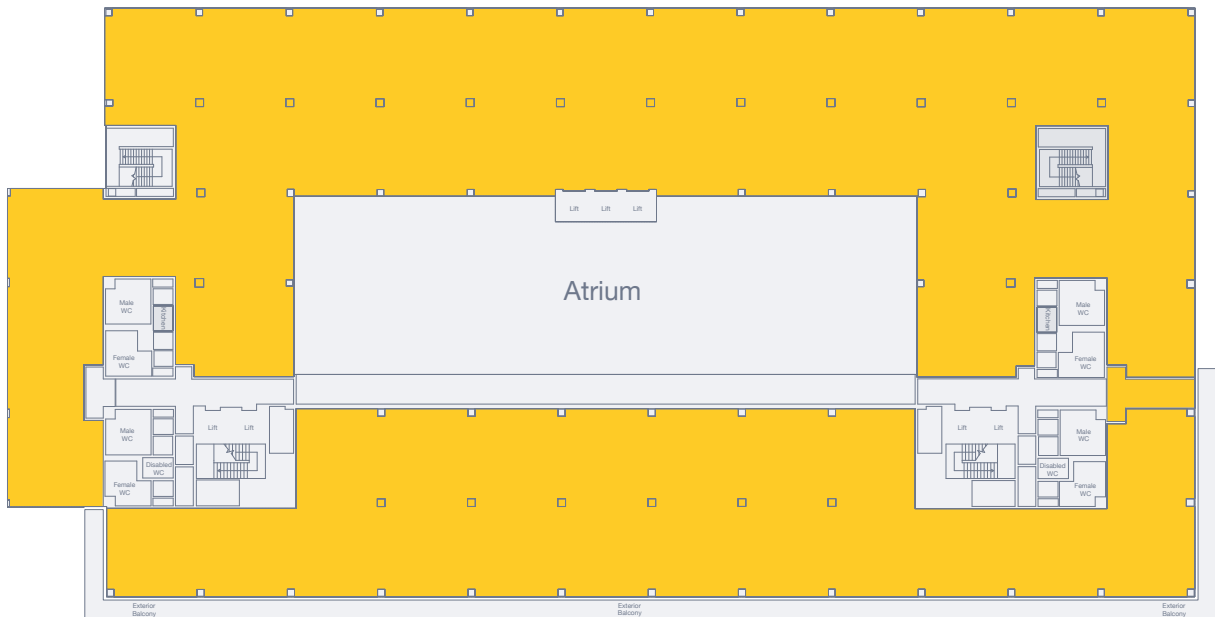 Lift Lift Lift
Atrium
Male
WC
Kitchen
Female
WC
Male
WC
Kitchen
Female
WC
Male
WC
Lift Lift
Disabled
WC
Female
WC
Lift Lift
Male
WC
Disabled
WC
Female
WC
Exterior
Balcony
Exterior
Balcony
Exterior
Balcony